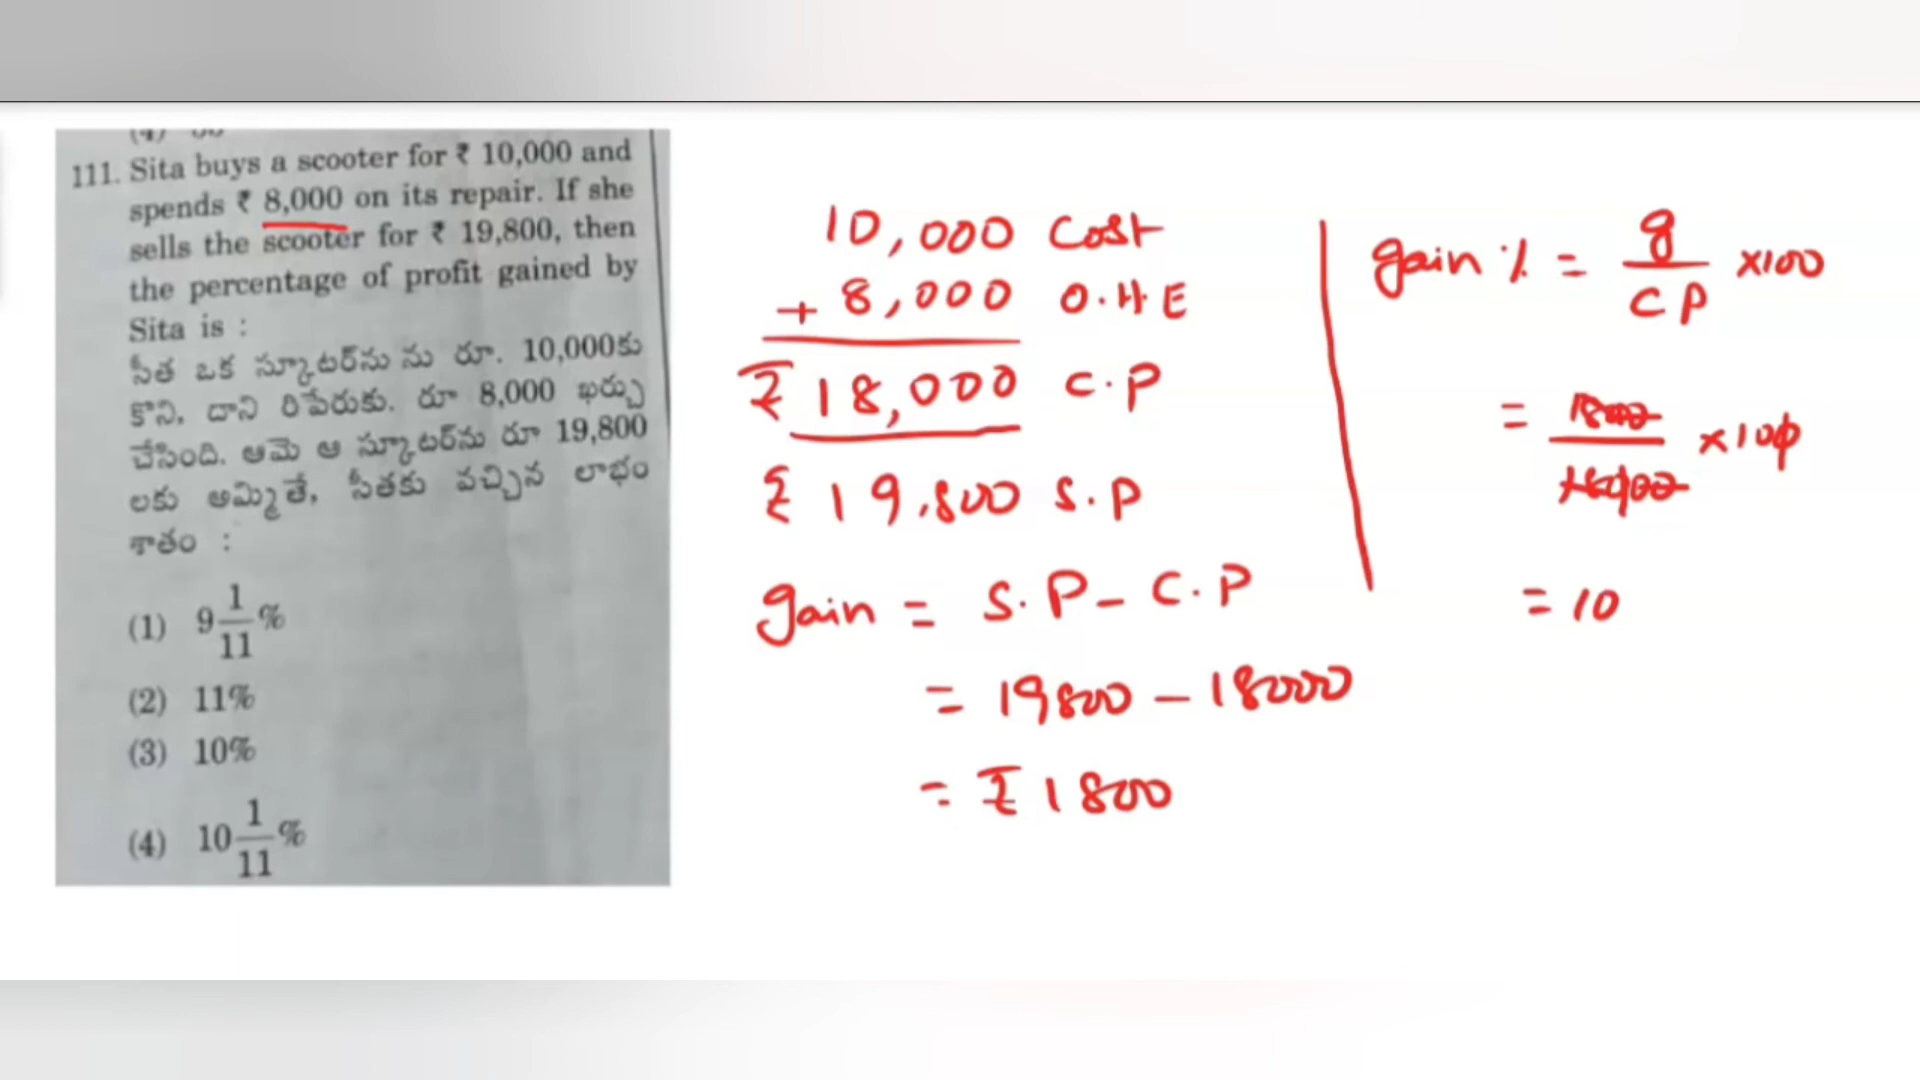 111. Sita buys a scooter for ₹ 10,000 and
spends ₹ 8,000 on its repair. If she
sells the scooter for ₹ 19,800, then
the percentage of profit gained by
Sita is :
సీత ఒక స్కూటర్‌ను ను రూ. 10,000కు
కొని, దాని రిపేరుకు. రూ 8,000 ఖర్చు
చేసింది. ఆమె ఆ స్కూటర్‌ను రూ 19,800
లకు అమ్మితే, సీతకు వచ్చిన లాభం
శాతం :
(1) 9 1/11 %
(2) 11%
(3) 10%
(4) 10 1/11 %
10,000 Cost
+ 8,000 O.H.E
₹ 18,000 C.P
₹ 19,800 S.P
gain = S.P - C.P
= 19800 - 18000
= ₹ 1800
gain % = g/CP ×100
= 1800/18000 ×100
= 10